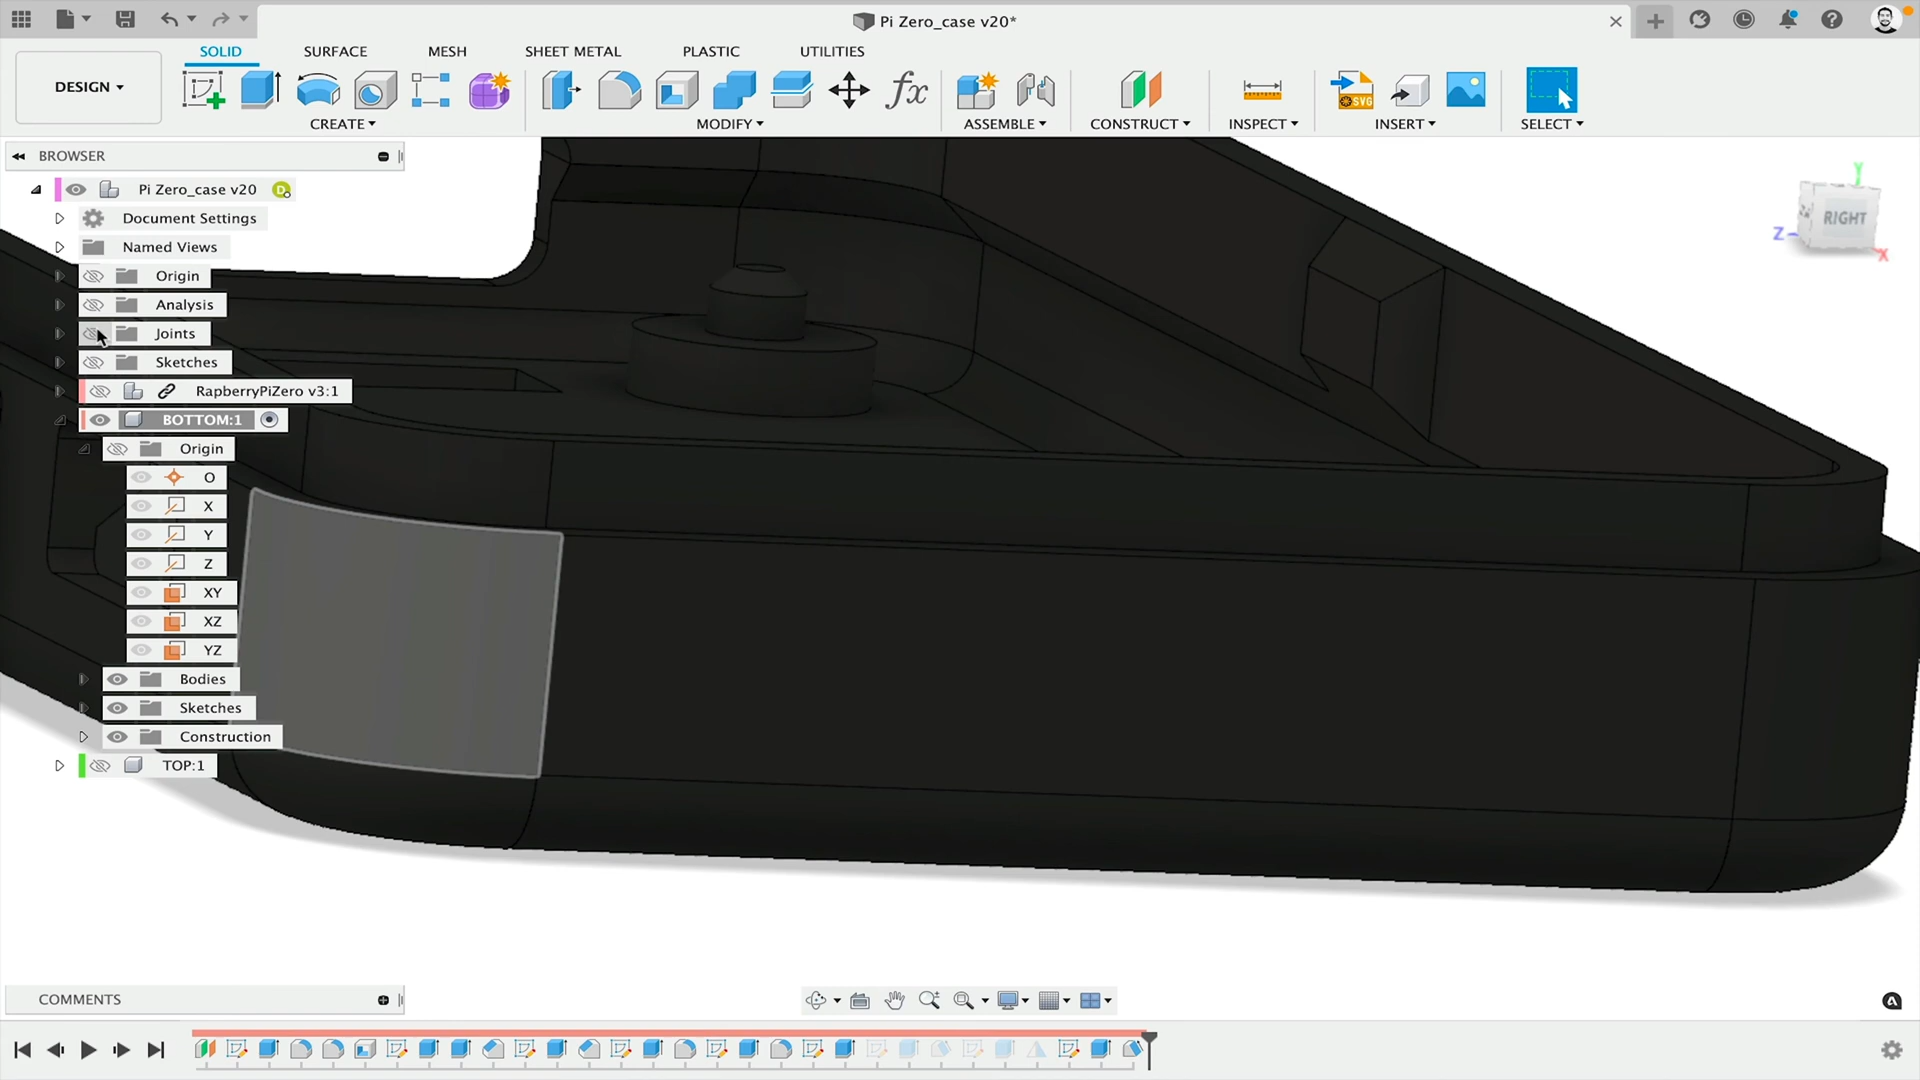 Pi Zero_case v20*
DESIGN
SOLID SURFACE MESH SHEET METAL PLASTIC UTILITIES
fx
SVG
CREATE MODIFY ASSEMBLE CONSTRUCT INSPECT INSERT SELECT
BROWSER
Pi Zero_case v20
Document Settings
Named Views
Origin
Analysis
Joints
Sketches
RapberryPiZero v3:1
BOTTOM:1
Origin
O
X
Y
Z
XY
XZ
YZ
Bodies
Sketches
Construction
TOP:1
Y
RIGHT
Z
X
COMMENTS